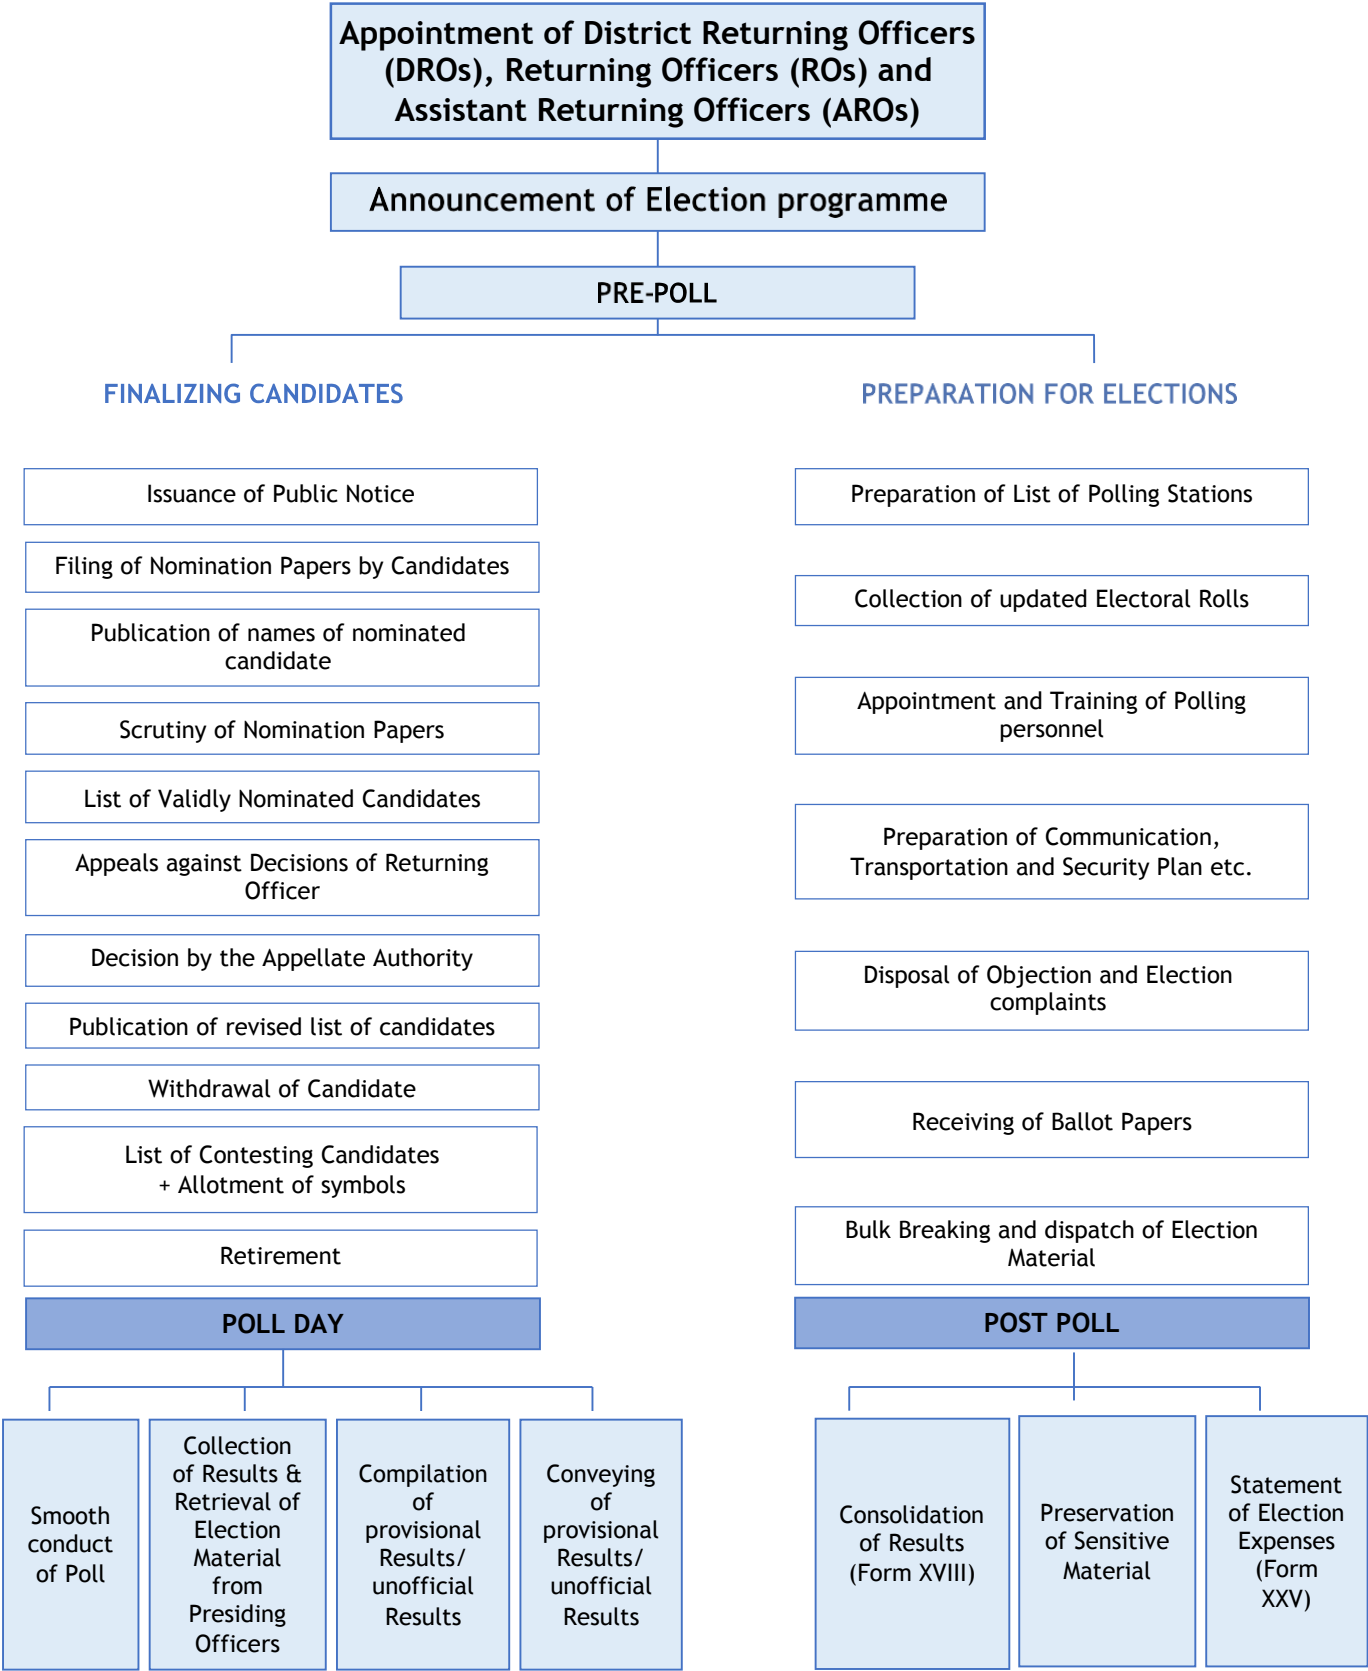 Appointment of District Returning Officers
(DROs), Returning Officers (ROs) and
Assistant Returning Officers (AROs)
Announcement of Election programme
PRE-POLL
FINALIZING CANDIDATES
Issuance of Public Notice
Filing of Nomination Papers by Candidates
Publication of names of nominated
candidate
Scrutiny of Nomination Papers
List of Validly Nominated Candidates
Appeals against Decisions of Returning
Officer
Decision by the Appellate Authority
Publication of revised list of candidates
Withdrawal of Candidate
List of Contesting Candidates
+ Allotment of symbols
Retirement
PREPARATION FOR ELECTIONS
Preparation of List of Polling Stations
Collection of updated Electoral Rolls
Appointment and Training of Polling
personnel
Preparation of Communication,
Transportation and Security Plan etc.
Disposal of Objection and Election
complaints
Receiving of Ballot Papers
Bulk Breaking and dispatch of Election
Material
POLL DAY
Smooth
conduct
of Poll
Collection
of Results &
Retrieval of
Election
Material
from
Presiding
Officers
Compilation
of
provisional
Results/
unofficial
Results
Conveying
of
provisional
Results/
unofficial
Results
POST POLL
Consolidation
of Results
(Form XVIII)
Preservation
of Sensitive
Material
Statement
of Election
Expenses
(Form
XXV)